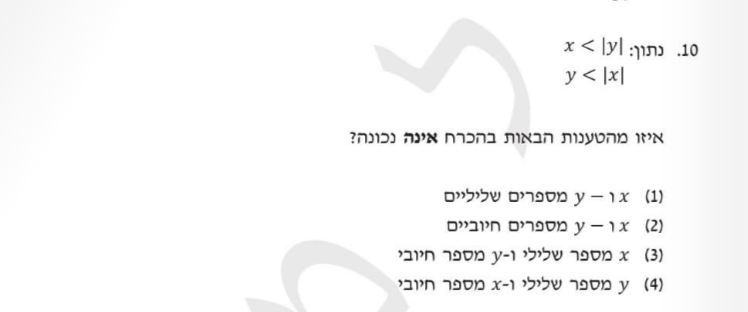 10. נתון: x < |y|
y < |x|
איזו מהטענות הבאות בהכרח אינה נכונה?
(1) x ו – y מספרים שליליים
(2) x ו – y מספרים חיוביים
(3) x מספר שלילי ו-y מספר חיובי
(4) y מספר שלילי ו-x מספר חיובי